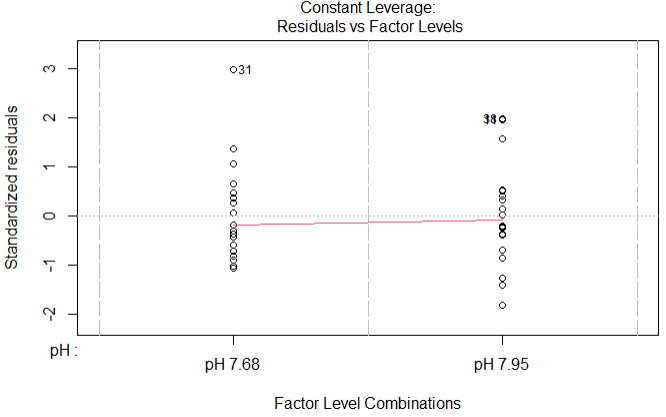 Constant Leverage:
Residuals vs Factor Levels
Standardized residuals
3
2
1
0
-1
-2
31
38
pH :
pH 7.68
pH 7.95
Factor Level Combinations